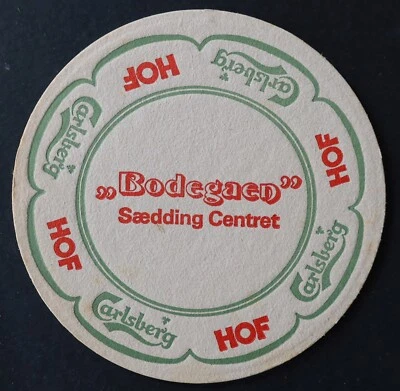 „Bodegaen”
Sædding Centret
HOF
Carlsberg
HOF
Carlsberg
HOF
Carlsberg
HOF
Carlsberg
HOF